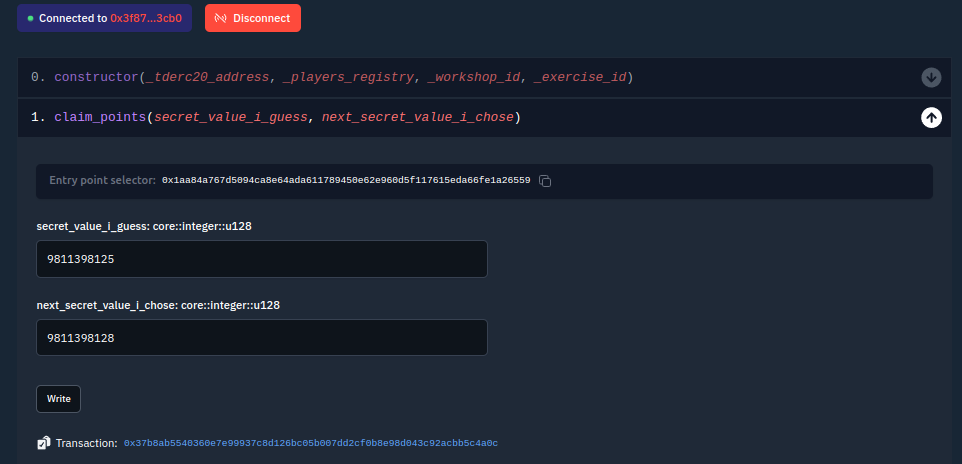 Connected to 0x3f87...3cb0 Disconnect
0. constructor(_tderc20_address, _players_registry, _workshop_id, _exercise_id)
1. claim_points(secret_value_i_guess, next_secret_value_i_chose)
Entry point selector: 0x1aa84a767d5094ca8e64ada611789450e62e960d5f117615eda66fe1a26559
secret_value_i_guess: core::integer::u128
9811398125
next_secret_value_i_chose: core::integer::u128
9811398128
Write
Transaction: 0x37b8ab5540360e7e99937c8d126bc05b007dd2cf0b8e98d043c92acbb5c4a0c